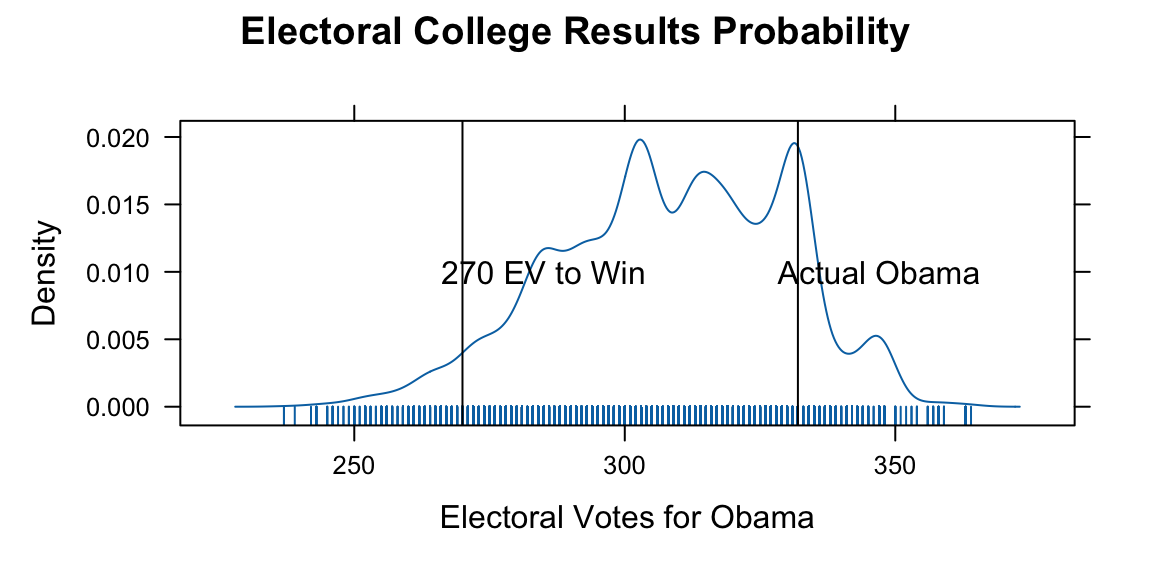 Electoral College Results Probability
0.020
0.015
0.010
0.005
0.000
Density
270 EV to Win
Actual Obama
250
300
350
Electoral Votes for Obama